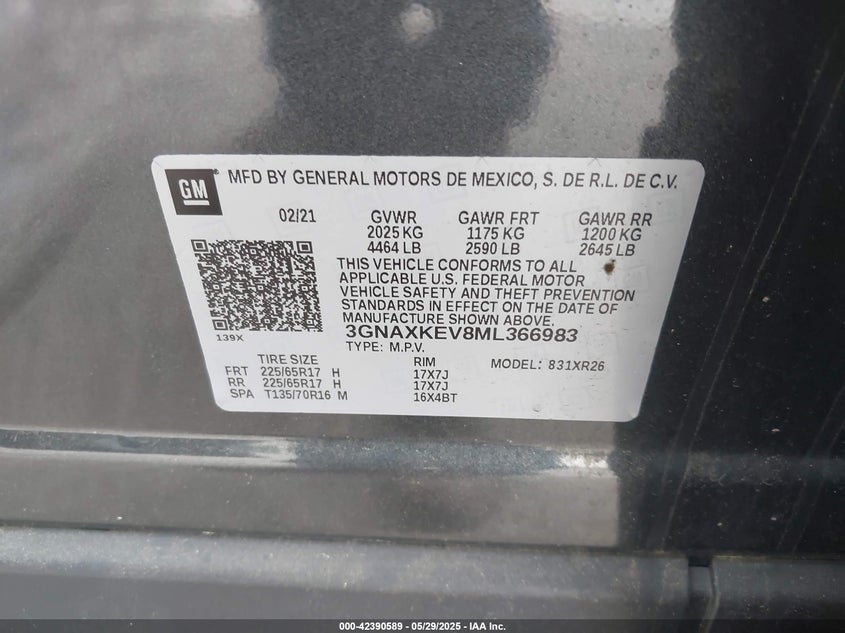 GM
MFD BY GENERAL MOTORS DE MEXICO, S. DE R.L. DE C.V.
02/21 GVWR GAWR FRT GAWR RR
2025 KG 1175 KG 1200 KG
4464 LB 2590 LB 2645 LB
THIS VEHICLE CONFORMS TO ALL
APPLICABLE U.S. FEDERAL MOTOR
VEHICLE SAFETY AND THEFT PREVENTION
STANDARDS IN EFFECT ON THE DATE OF
MANUFACTURE SHOWN ABOVE.
3GNAXKEV8ML366983
139X
TYPE: M.P.V.
TIRE SIZE RIM MODEL: 831XR26
FRT 225/65R17 H 17X7J
RR 225/65R17 H 17X7J
SPA T135/70R16 M 16X4BT
000-42390589 - 05/29/2025 - IAA Inc.